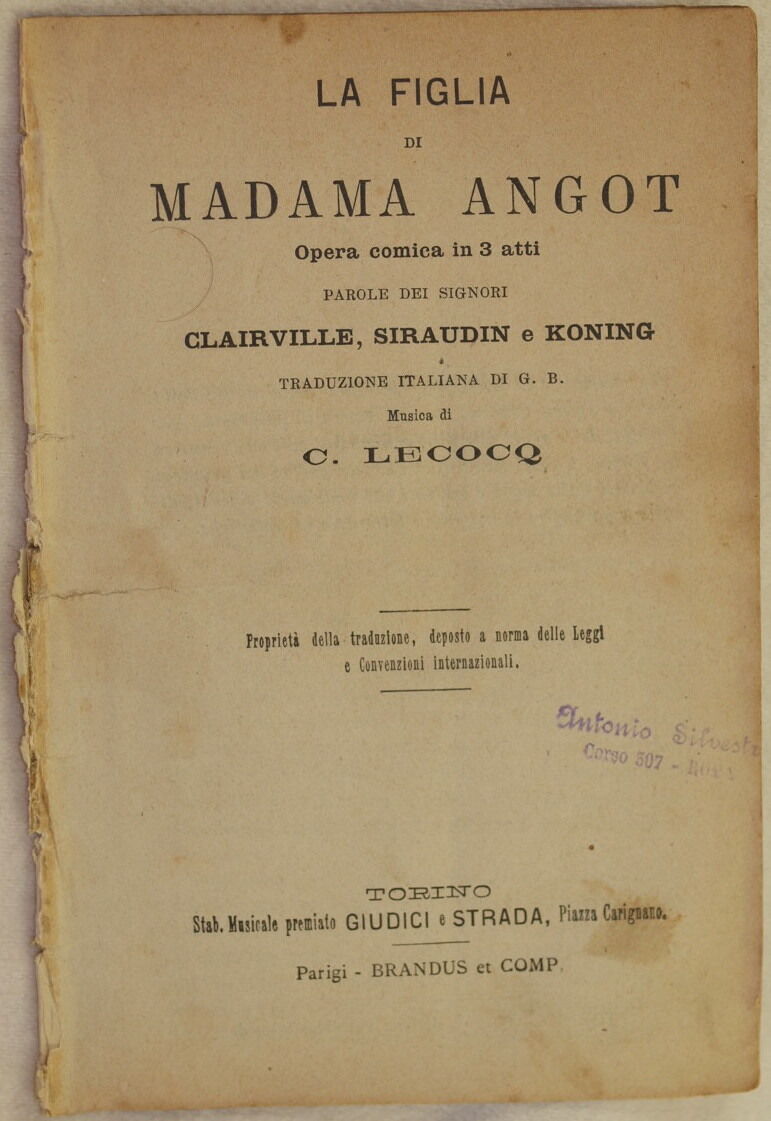 LA FIGLIA
DI
MADAMA ANGOT
Opera comica in 3 atti
PAROLE DEI SIGNORI
CLAIRVILLE, SIRAUDIN e KONING
TRADUZIONE ITALIANA DI G. B.
Musica di
C. LECOCQ
Proprietà della traduzione, deposto a norma delle Leggi
e Convenzioni internazionali.
Antonio
Corso 307 -
TORINO
Stab. Musicale premiato GIUDICI e STRADA, Piazza Carignano.
Parigi - BRANDUS et COMP.